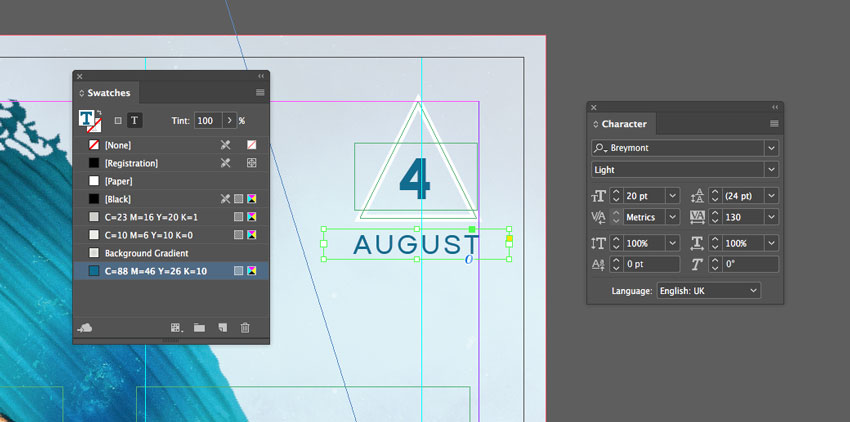 Swatches
T
T
Tint: 100 > %
[None]
[Registration]
[Paper]
[Black]
C=23 M=16 Y=20 K=1
C=10 M=6 Y=10 K=0
Background Gradient
C=88 M=46 Y=26 K=10
4
AUGUST
Character
Breymont
Light
20 pt
(24 pt)
Metrics
130
100%
100%
0 pt
0°
Language: English: UK